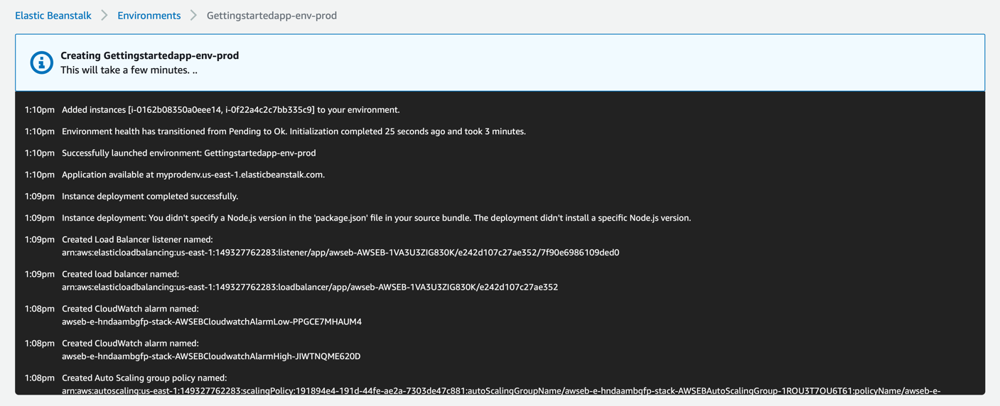 Elastic Beanstalk > Environments > Gettingstartedapp-env-prod
Creating Gettingstartedapp-env-prod
This will take a few minutes. ..
1:10pm Added instances [i-0162b08350a0eee14, i-0f22a4c2c7bb335c9] to your environment.
1:10pm Environment health has transitioned from Pending to Ok. Initialization completed 25 seconds ago and took 3 minutes.
1:10pm Successfully launched environment: Gettingstartedapp-env-prod
1:10pm Application available at myprodenv.us-east-1.elasticbeanstalk.com.
1:09pm Instance deployment completed successfully.
1:09pm Instance deployment: You didn't specify a Node.js version in the 'package.json' file in your source bundle. The deployment didn't install a specific Node.js version.
1:09pm Created Load Balancer listener named:
arn:aws:elasticloadbalancing:us-east-1:149327762283:listener/app/awseb-AWSEB-1VA3U3ZIG830K/e242d107c27ae352/7f90e6986109ded0
1:09pm Created load balancer named:
arn:aws:elasticloadbalancing:us-east-1:149327762283:loadbalancer/app/awseb-AWSEB-1VA3U3ZIG830K/e242d107c27ae352
1:08pm Created CloudWatch alarm named:
awseb-e-hndaambgfp-stack-AWSEBCloudwatchAlarmLow-PPGCE7MHAUM4
1:08pm Created CloudWatch alarm named:
awseb-e-hndaambgfp-stack-AWSEBCloudwatchAlarmHigh-JIWTNQME620D
1:08pm Created Auto Scaling group policy named:
arn:aws:autoscaling:us-east-1:149327762283:scalingPolicy:191894e4-191d-44fe-ae2a-7303de47c881:autoScalingGroupName/awseb-e-hndaambgfp-stack-AWSEBAutoScalingGroup-1ROU3T7OU6T61:policyName/awseb-e-